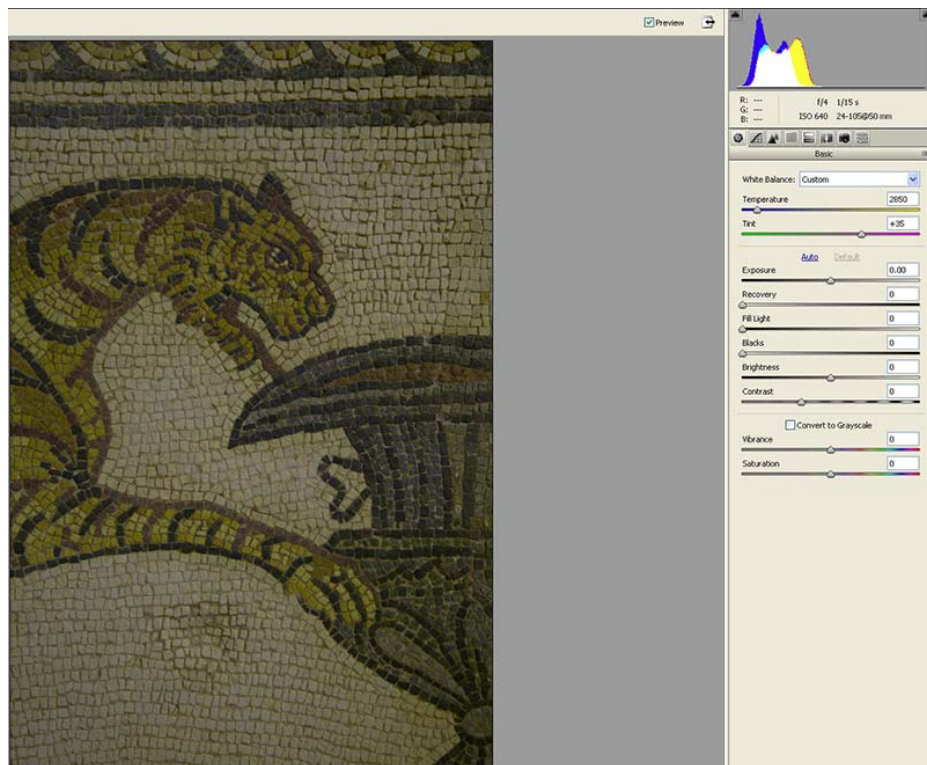 Preview
R: ---
G: ---
B: ---
f/4 1/15 s
ISO 640 24-105@50 mm
Basic
White Balance: Custom
Temperature 2850
Tint +35
Auto Default
Exposure 0.00
Recovery 0
Fill Light 0
Blacks 0
Brightness 0
Contrast 0
Convert to Grayscale
Vibrance 0
Saturation 0